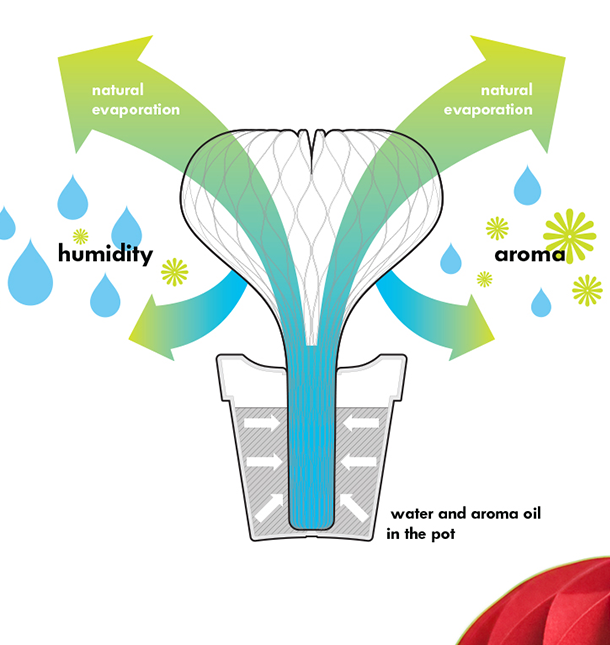 natural
evaporation
natural
evaporation
humidity
aroma
water and aroma oil
in the pot